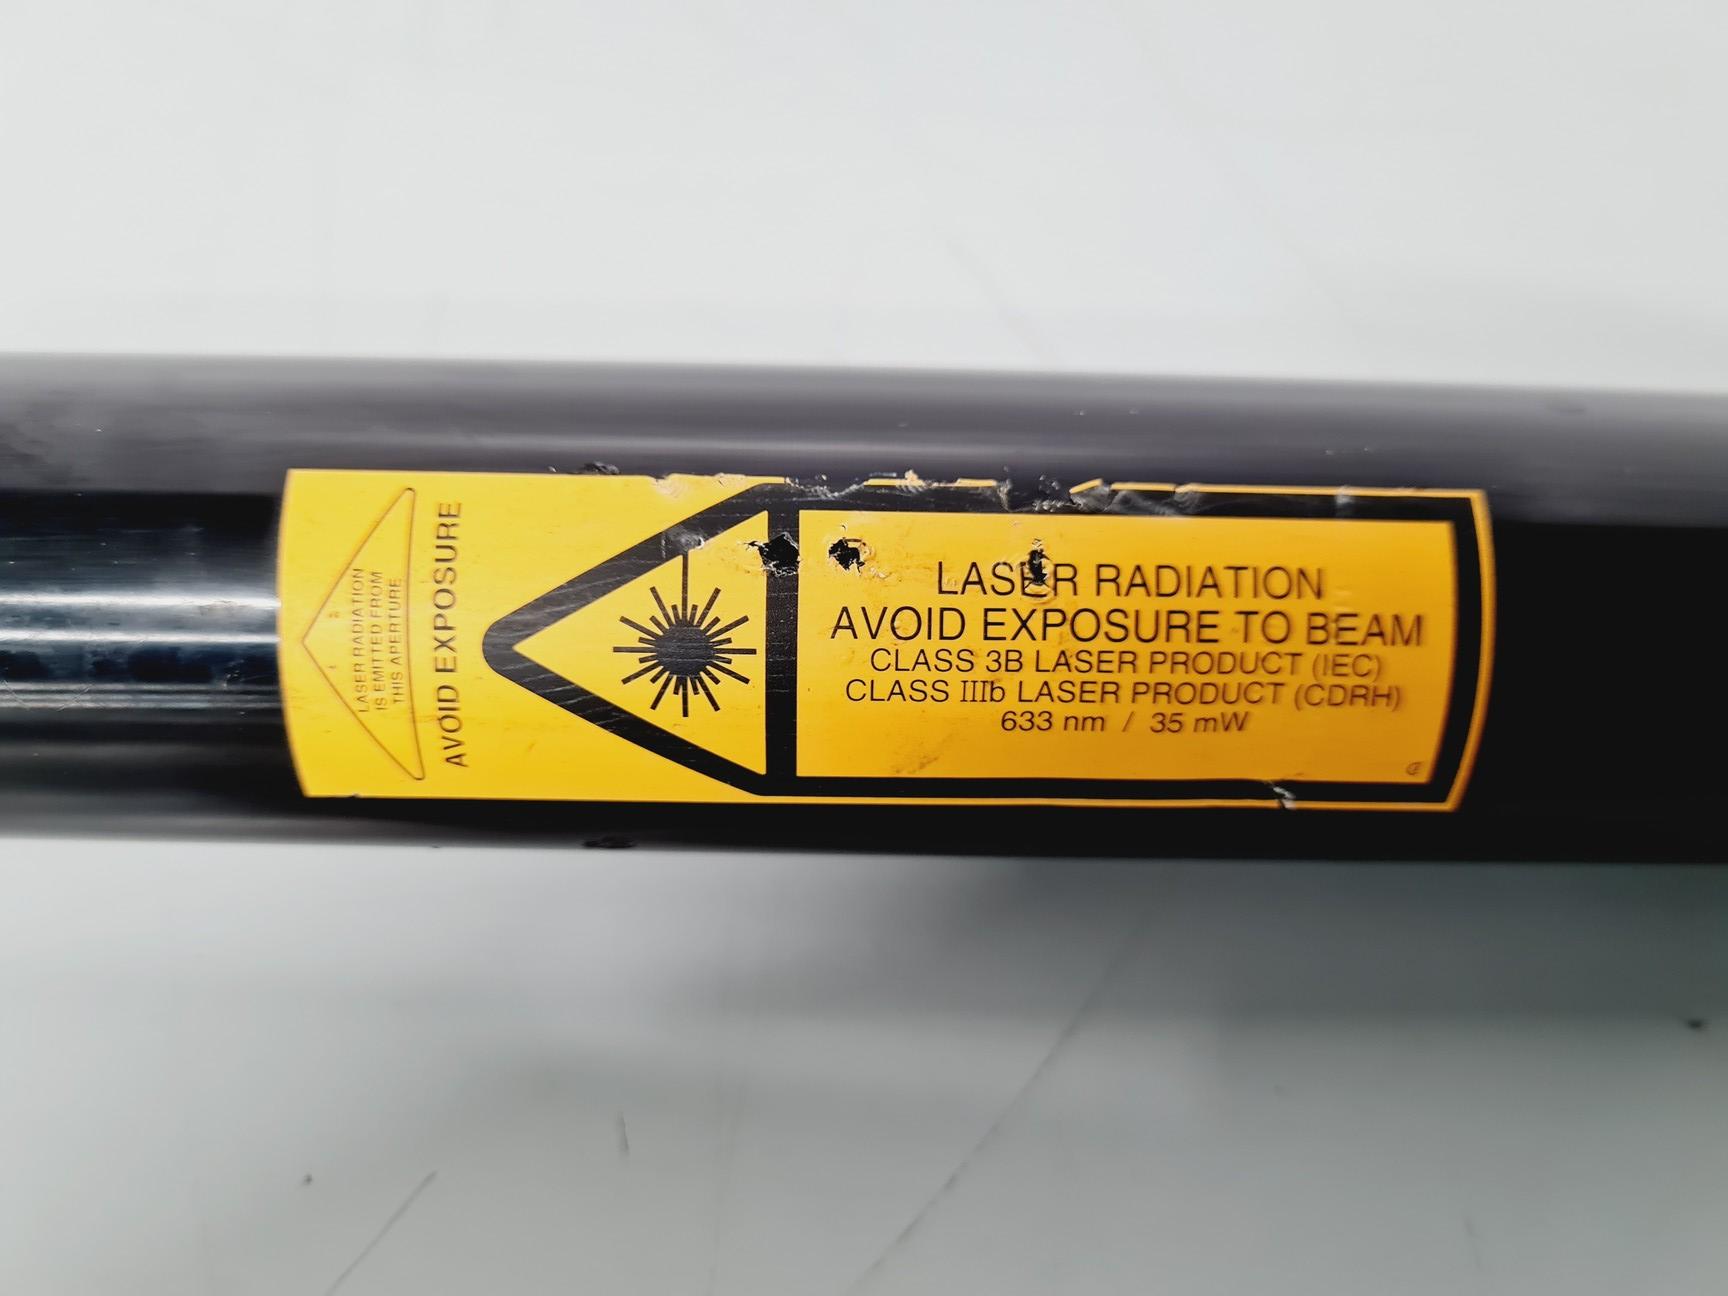 LASER RADIATION
IS EMITTED FROM
THIS APERTURE
AVOID EXPOSURE
LASER RADIATION
AVOID EXPOSURE TO BEAM
CLASS 3B LASER PRODUCT (IEC)
CLASS IIIb LASER PRODUCT (CDRH)
633 nm / 35 mW